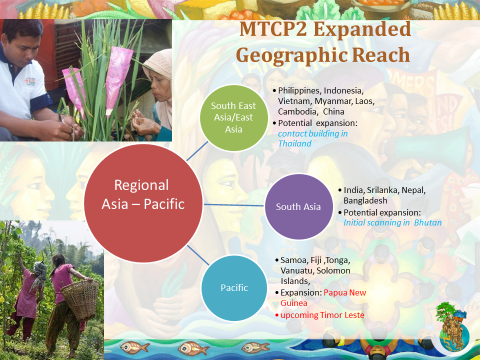 MTCP2 Expanded
Geographic Reach
South East
Asia/East
Asia
• Philippines, Indonesia,
Vietnam, Myanmar, Laos,
Cambodia,  China
• Potential  expansion:
contact building in
Thailand
Regional
Asia – Pacific
South Asia
• India, Srilanka, Nepal,
Bangladesh
• Potential expansion:
Initial scanning in  Bhutan
Pacific
• Samoa, Fiji ,Tonga,
Vanuatu, Solomon
Islands,
• Expansion: Papua New
Guinea
• upcoming Timor Leste